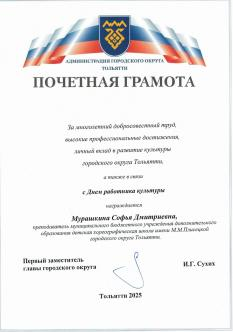 АДМИНИСТРАЦИЯ ГОРОДСКОГО ОКРУГА
ТОЛЬЯТТИ
ПОЧЕТНАЯ ГРАМОТА
За многолетний добросовестный труд,
высокие профессиональные достижения,
личный вклад в развитие культуры
городского округа Тольятти,
а также в связи
с Днем работника культуры
награждается
Мурашкина Софья Дмитриевна,
преподаватель муниципального бюджетного учреждения дополнительного
образования детская хореографическая школа имени М.М.Плисецкой
городского округа Тольятти.
Первый заместитель
главы городского округа
И.Г. Сухих
Тольятти 2025